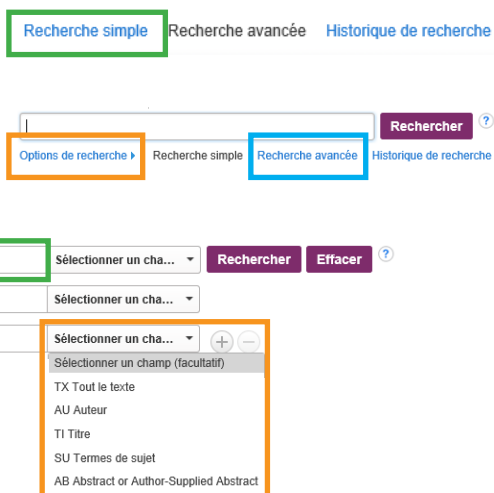 Recherche simple Recherche avancée Historique de recherche
Rechercher ?
Options de recherche Recherche simple Recherche avancée Historique de recherche
Sélectionner un cha... Rechercher Effacer ?
Sélectionner un cha...
Sélectionner un cha... + −
Sélectionner un champ (facultatif)
TX Tout le texte
AU Auteur
TI Titre
SU Termes de sujet
AB Abstract or Author-Supplied Abstract